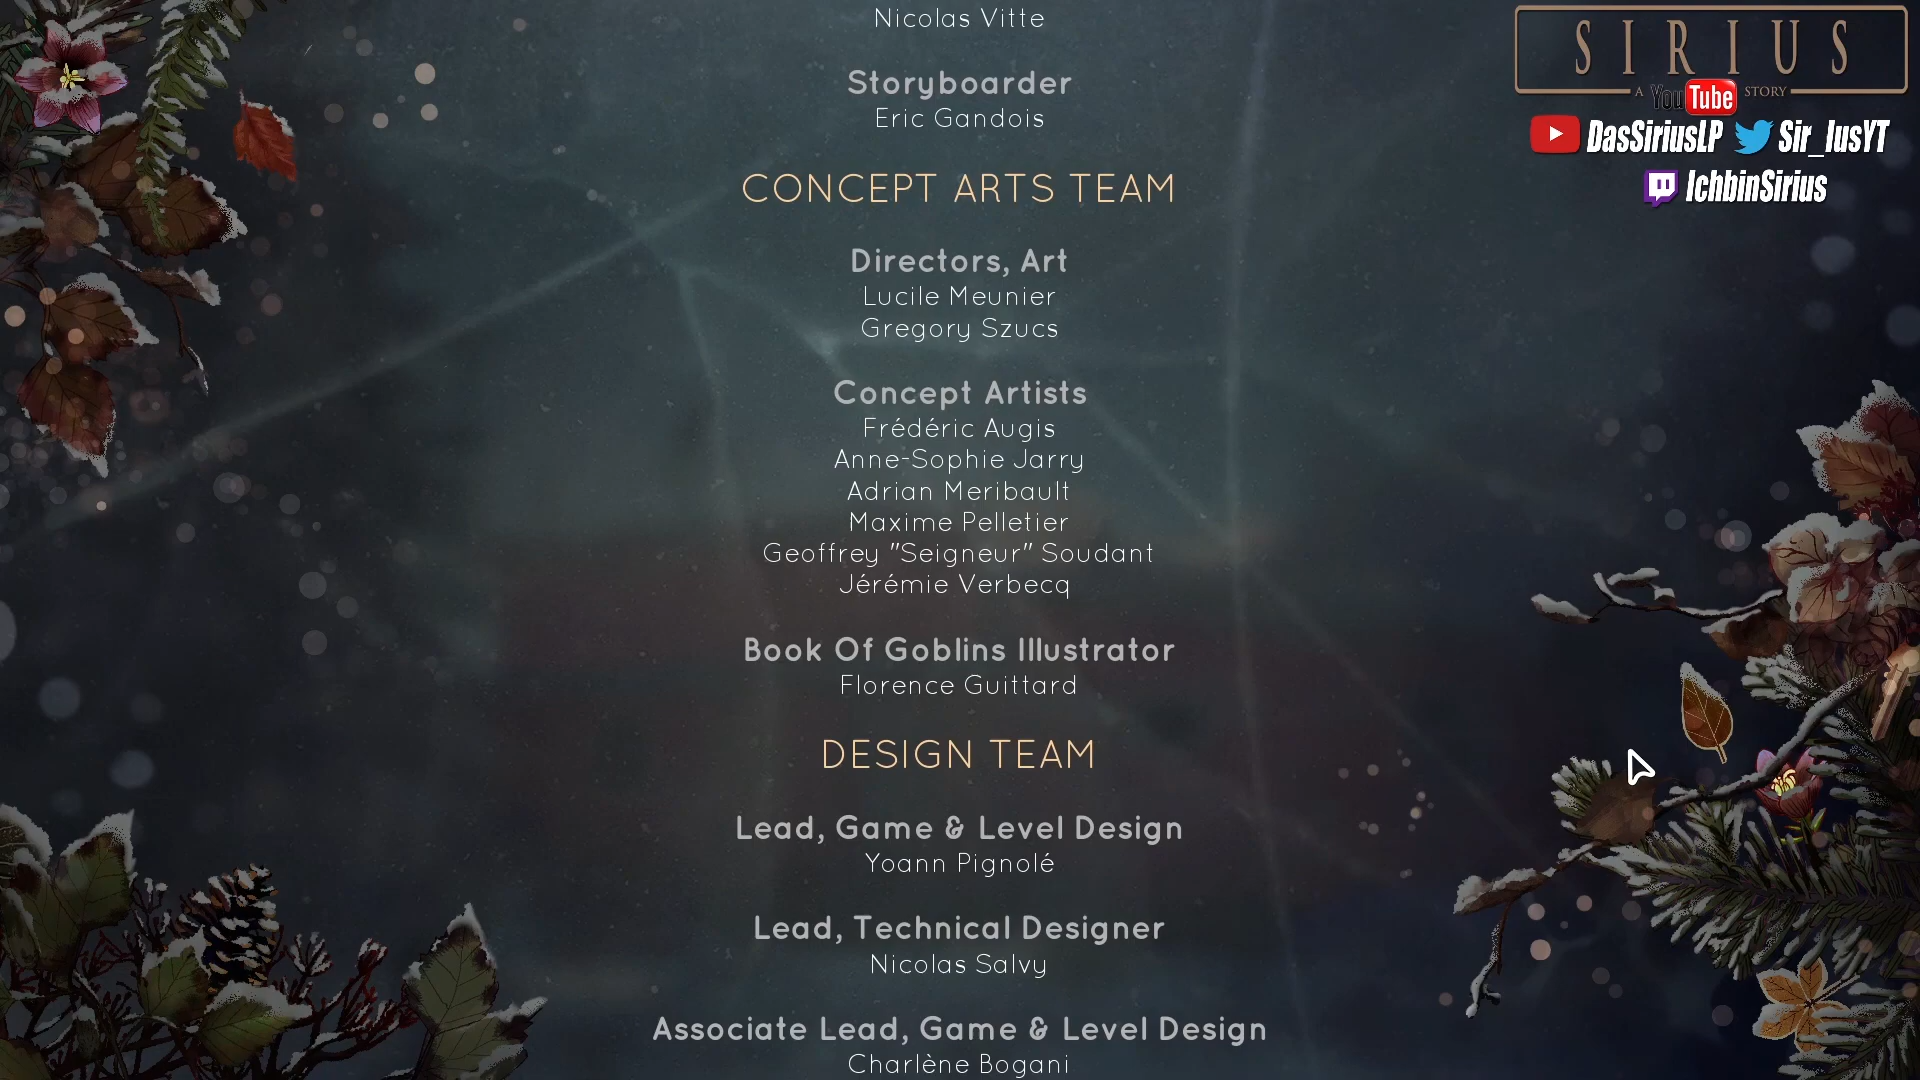 Nicolas Vitte
Storyboarder
Eric Gandois
CONCEPT ARTS TEAM
Directors, Art
Lucile Meunier
Gregory Szucs
Concept Artists
Frédéric Augis
Anne-Sophie Jarry
Adrian Meribault
Maxime Pelletier
Geoffrey "Seigneur" Soudant
Jérémie Verbecq
Book Of Goblins Illustrator
Florence Guittard
DESIGN TEAM
Lead, Game & Level Design
Yoann Pignolé
Lead, Technical Designer
Nicolas Salvy
Associate Lead, Game & Level Design
Charlène Bogani
SIRIUS
A YouTube STORY
DasSiriusLP Sir_IusYT
IchbinSirius